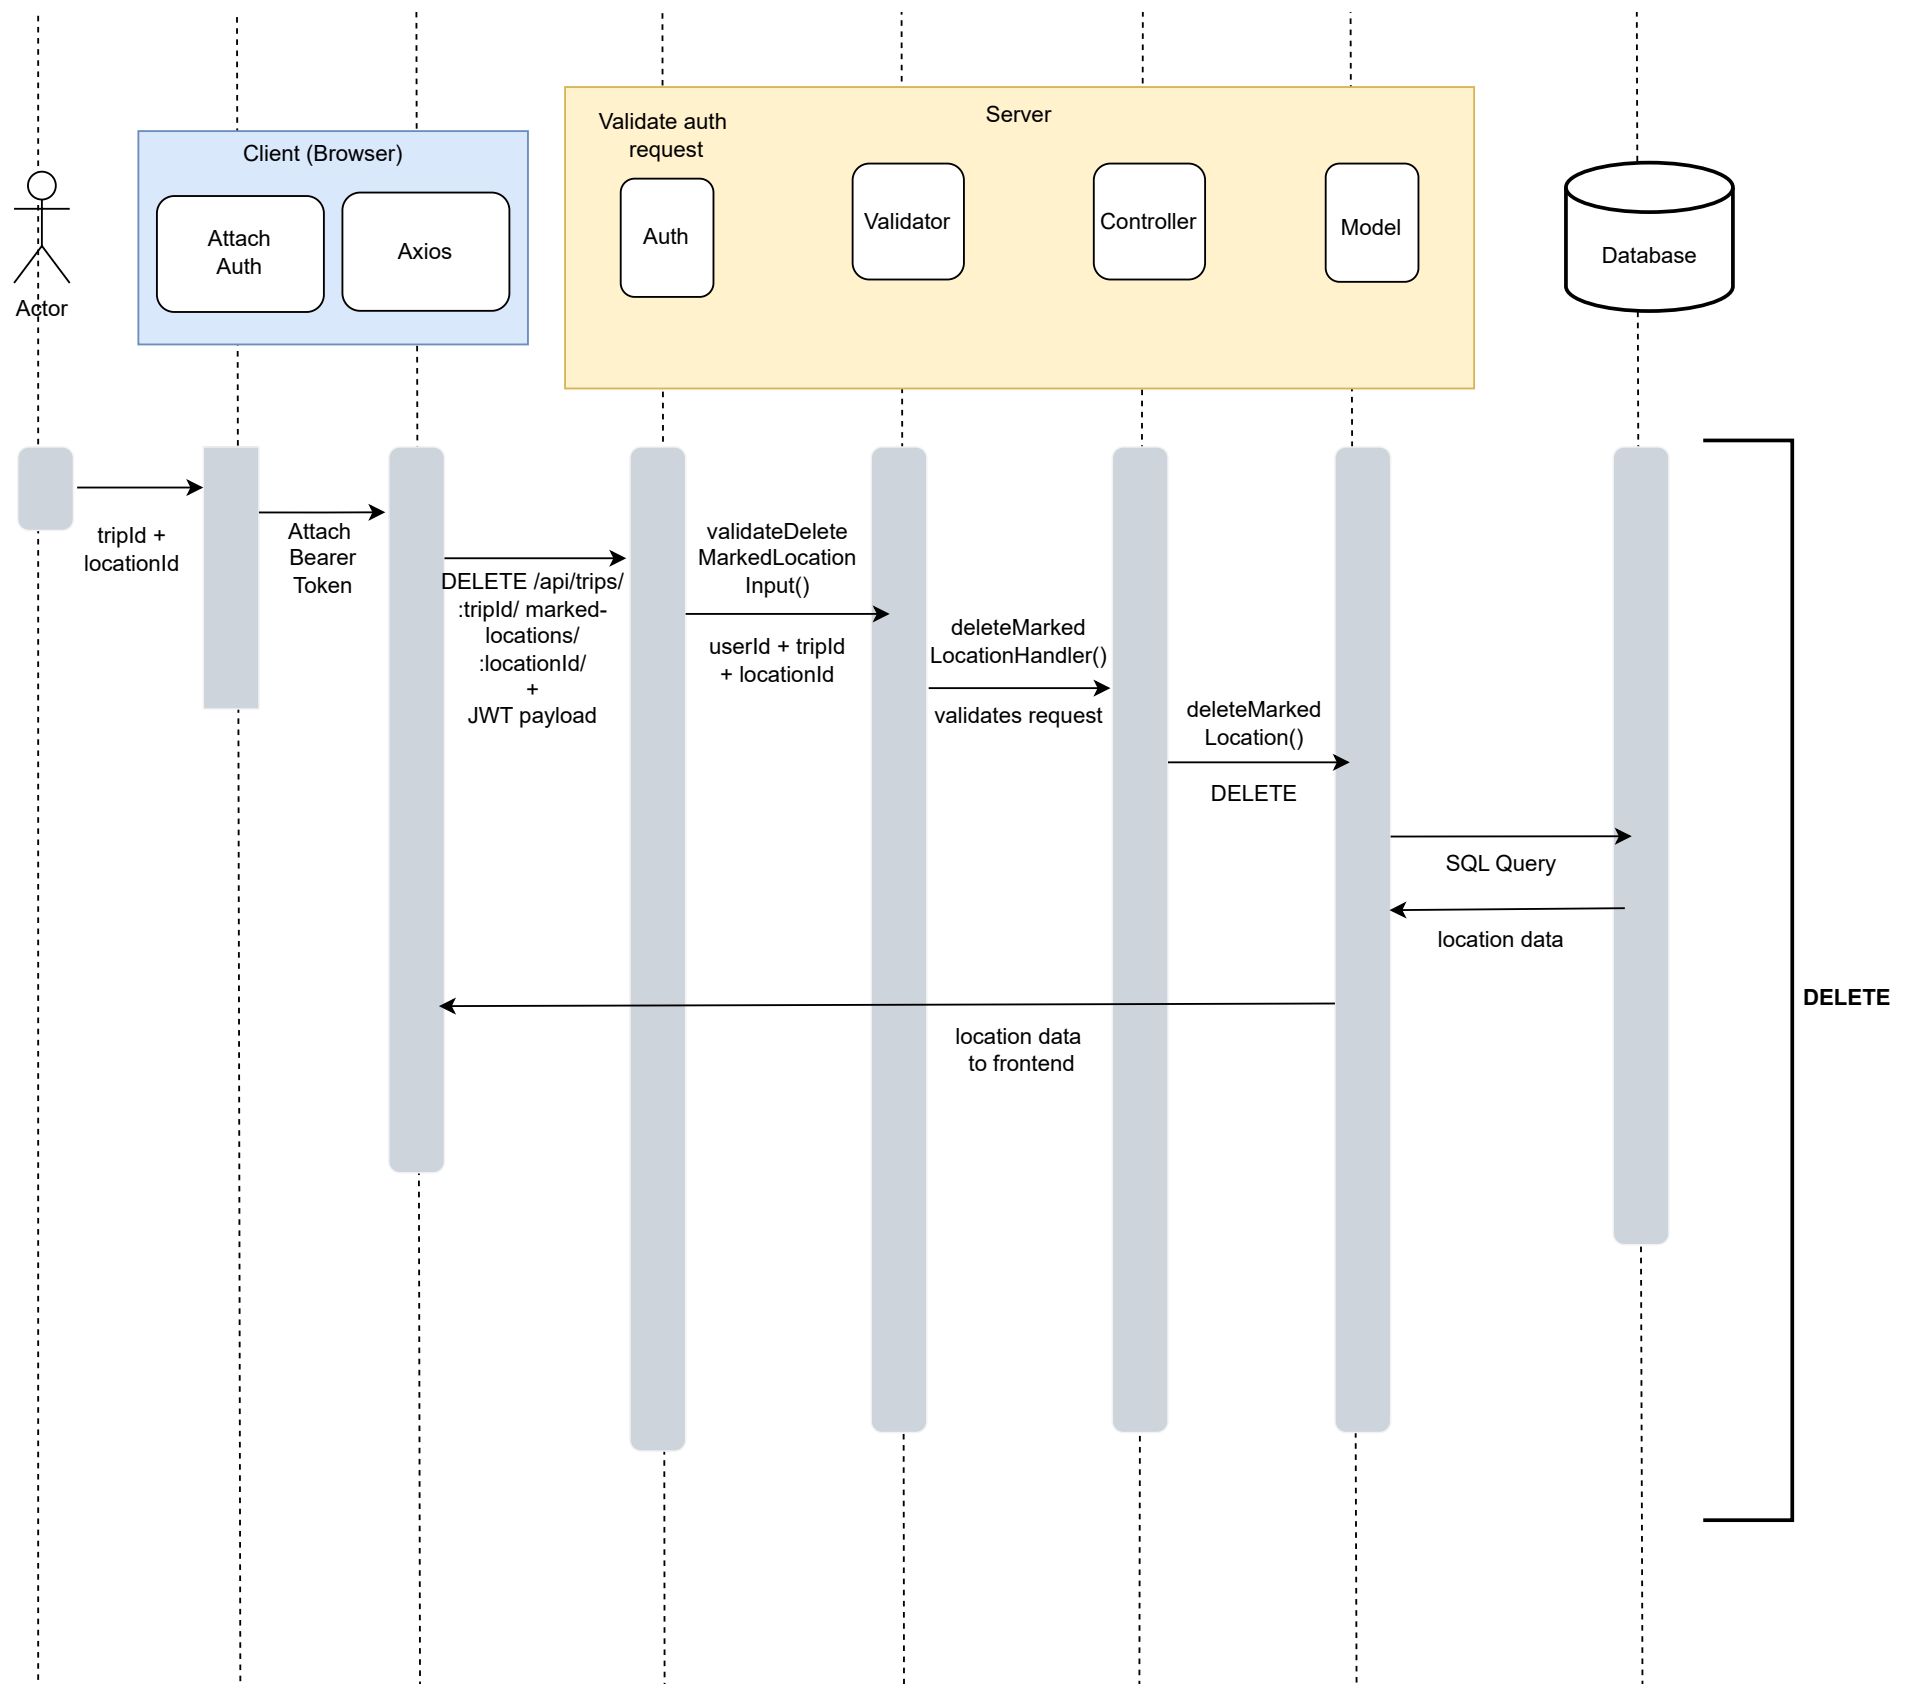 Server
Validate auth
request
Client (Browser)
Attach
Auth
Axios
Auth
Validator
Controller
Model
Database
Actor
tripId +
locationId
Attach
Bearer
Token
DELETE /api/trips/
:tripId/ marked-
locations/
:locationId/
+
JWT payload
validateDelete
MarkedLocation
Input()
userId + tripId
+ locationId
deleteMarked
LocationHandler()
validates request
deleteMarked
Location()
DELETE
SQL Query
location data
location data
to frontend
DELETE